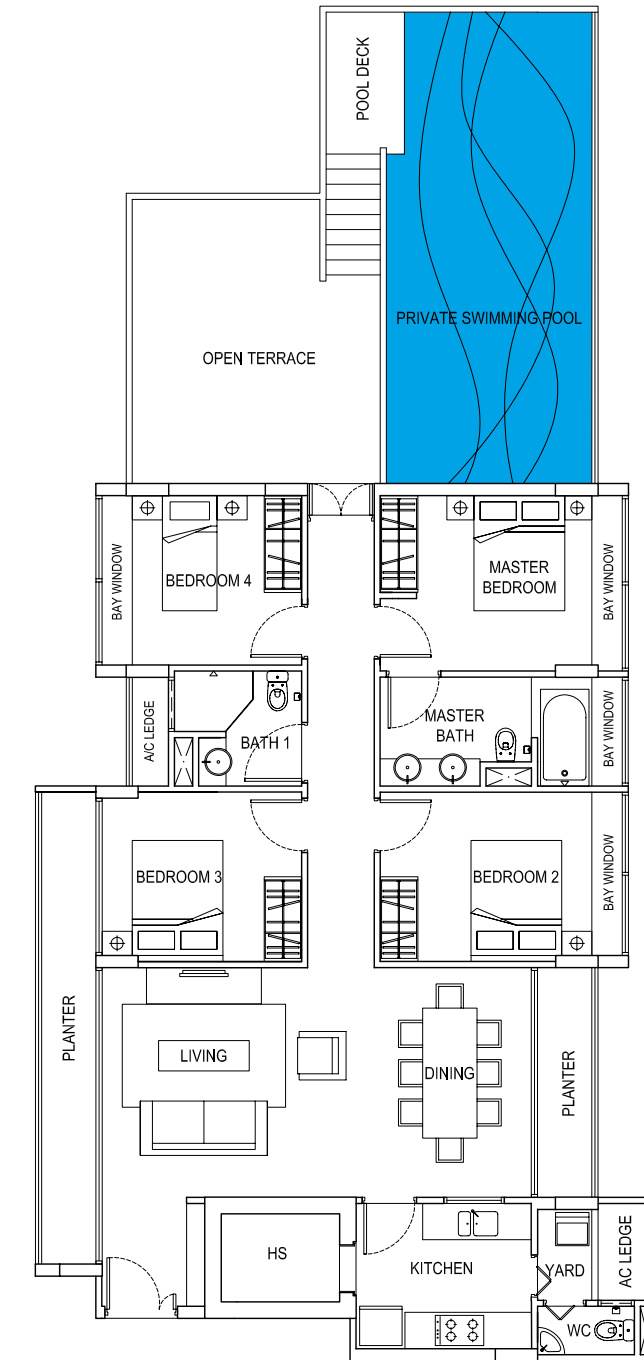 POOL DECK
PRIVATE SWIMMING POOL
OPEN TERRACE
BAY WINDOW
BEDROOM 4
MASTER
BEDROOM
BAY WINDOW
A/C LEDGE
BATH 1
MASTER
BATH
BAY WINDOW
BEDROOM 3
BEDROOM 2
BAY WINDOW
PLANTER
LIVING
DINING
PLANTER
HS
KITCHEN
YARD
AC LEDGE
WC